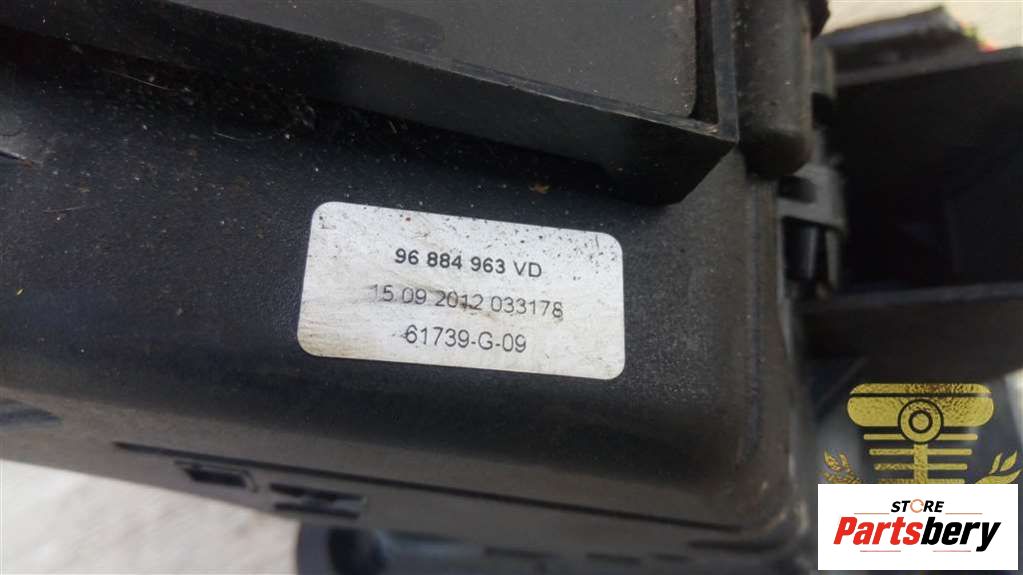 96 884 963 VD
15 09 2012 033178
61739-G-09
STORE
Partsbery